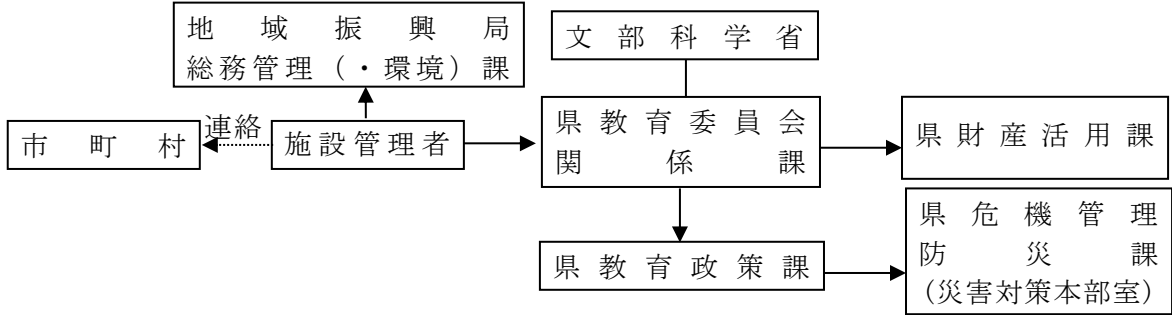 地域振興局
総務管理（・環境）課
文部科学省
市町村
連絡
施設管理者
県教育委員会
関係課
県財産活用課
県教育政策課
県危機管理
防災課
(災害対策本部室)